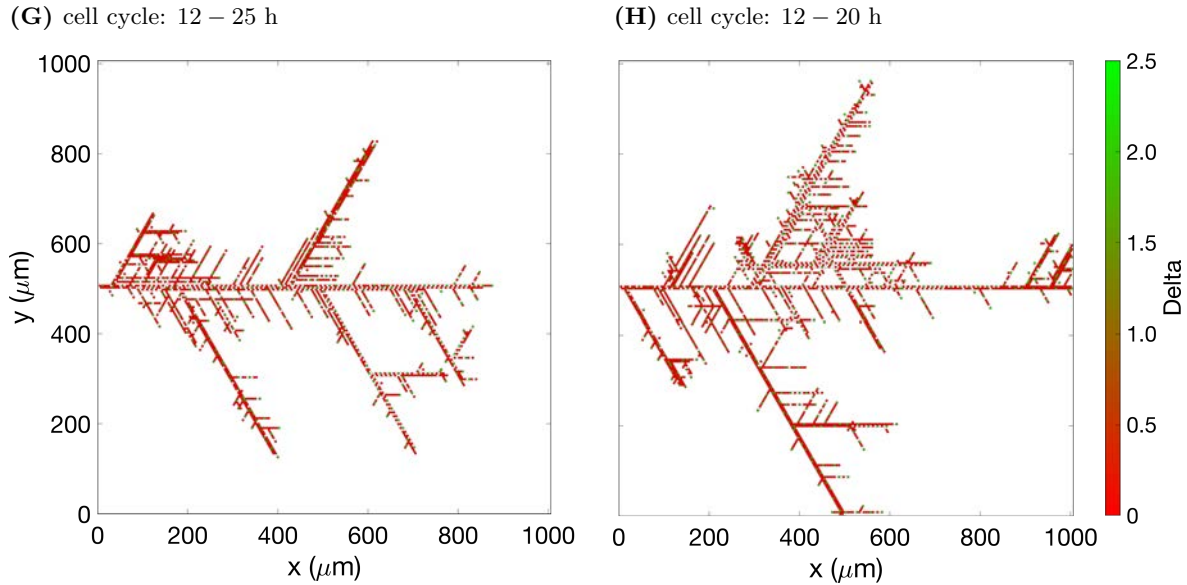 (G) cell cycle: 12 – 25 h
(H) cell cycle: 12 – 20 h
1000
800
600
400
200
0
y (μm)
0 200 400 600 800 1000
x (μm)
0 200 400 600 800 1000
x (μm)
2.5
2.0
1.5
1.0
0.5
0
Delta